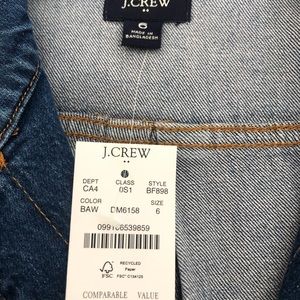 J.CREW
6
MADE IN
BANGLADESH
J.CREW
DEPT CLASS STYLE
CA4 0S1 BF898
COLOR SIZE
BAW DM6158 6
099106539859
FSC
RECYCLED
Paper
COMPARABLE VALUE